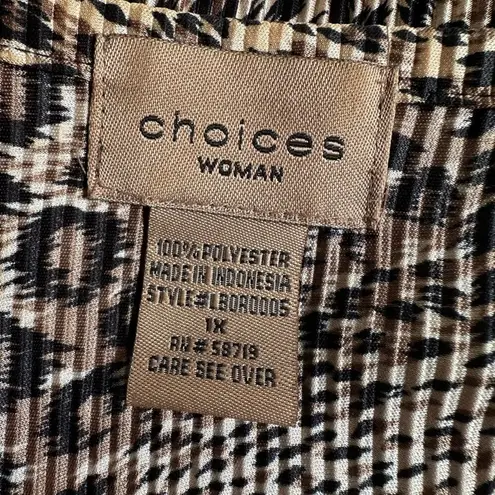 choices
WOMAN
100% POLYESTER
MADE IN INDONESIA
STYLE#LBOR0005
1X
RN# 58719
CARE SEE OVER